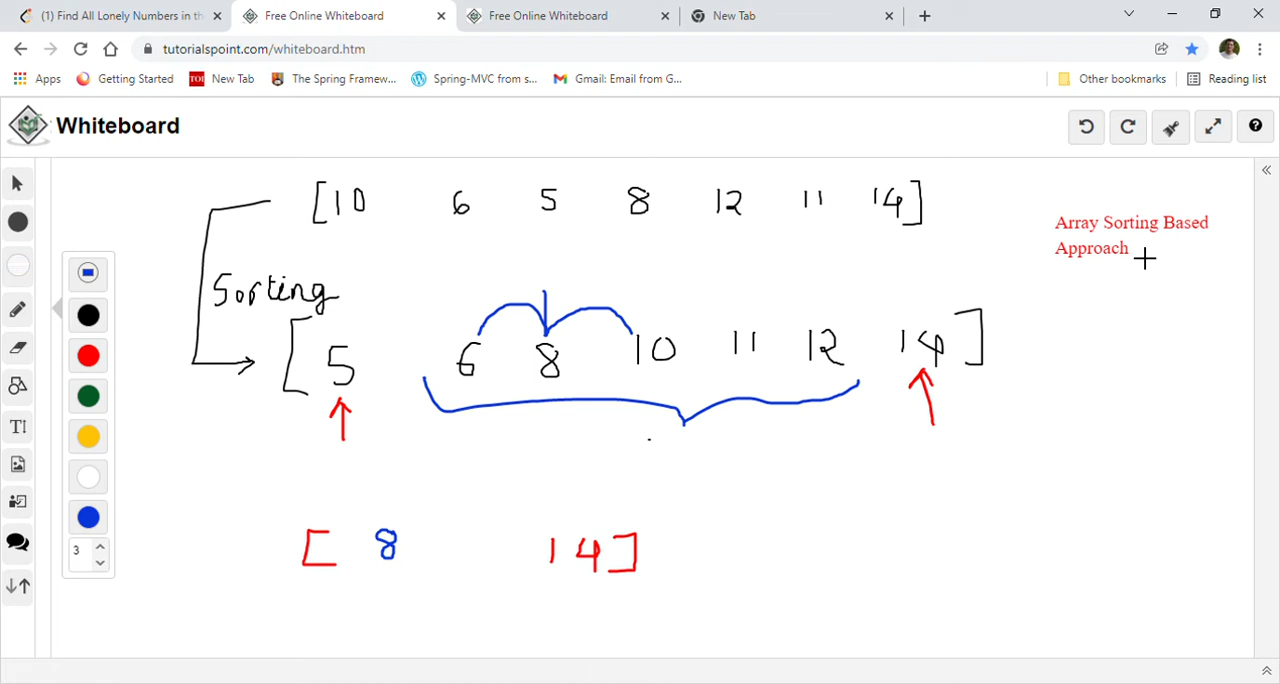 (1) Find All Lonely Numbers in th
Free Online Whiteboard
Free Online Whiteboard
New Tab
tutorialspoint.com/whiteboard.htm
Apps
Getting Started
TOI
New Tab
The Spring Framew...
Spring-MVC from s...
Gmail: Email from G...
Other bookmarks
Reading list
Whiteboard
[10 6 5 8 12 11 14]
Array Sorting Based
Approach
Sorting
[5 6 8 10 11 12 14]
[ 8 14]
3